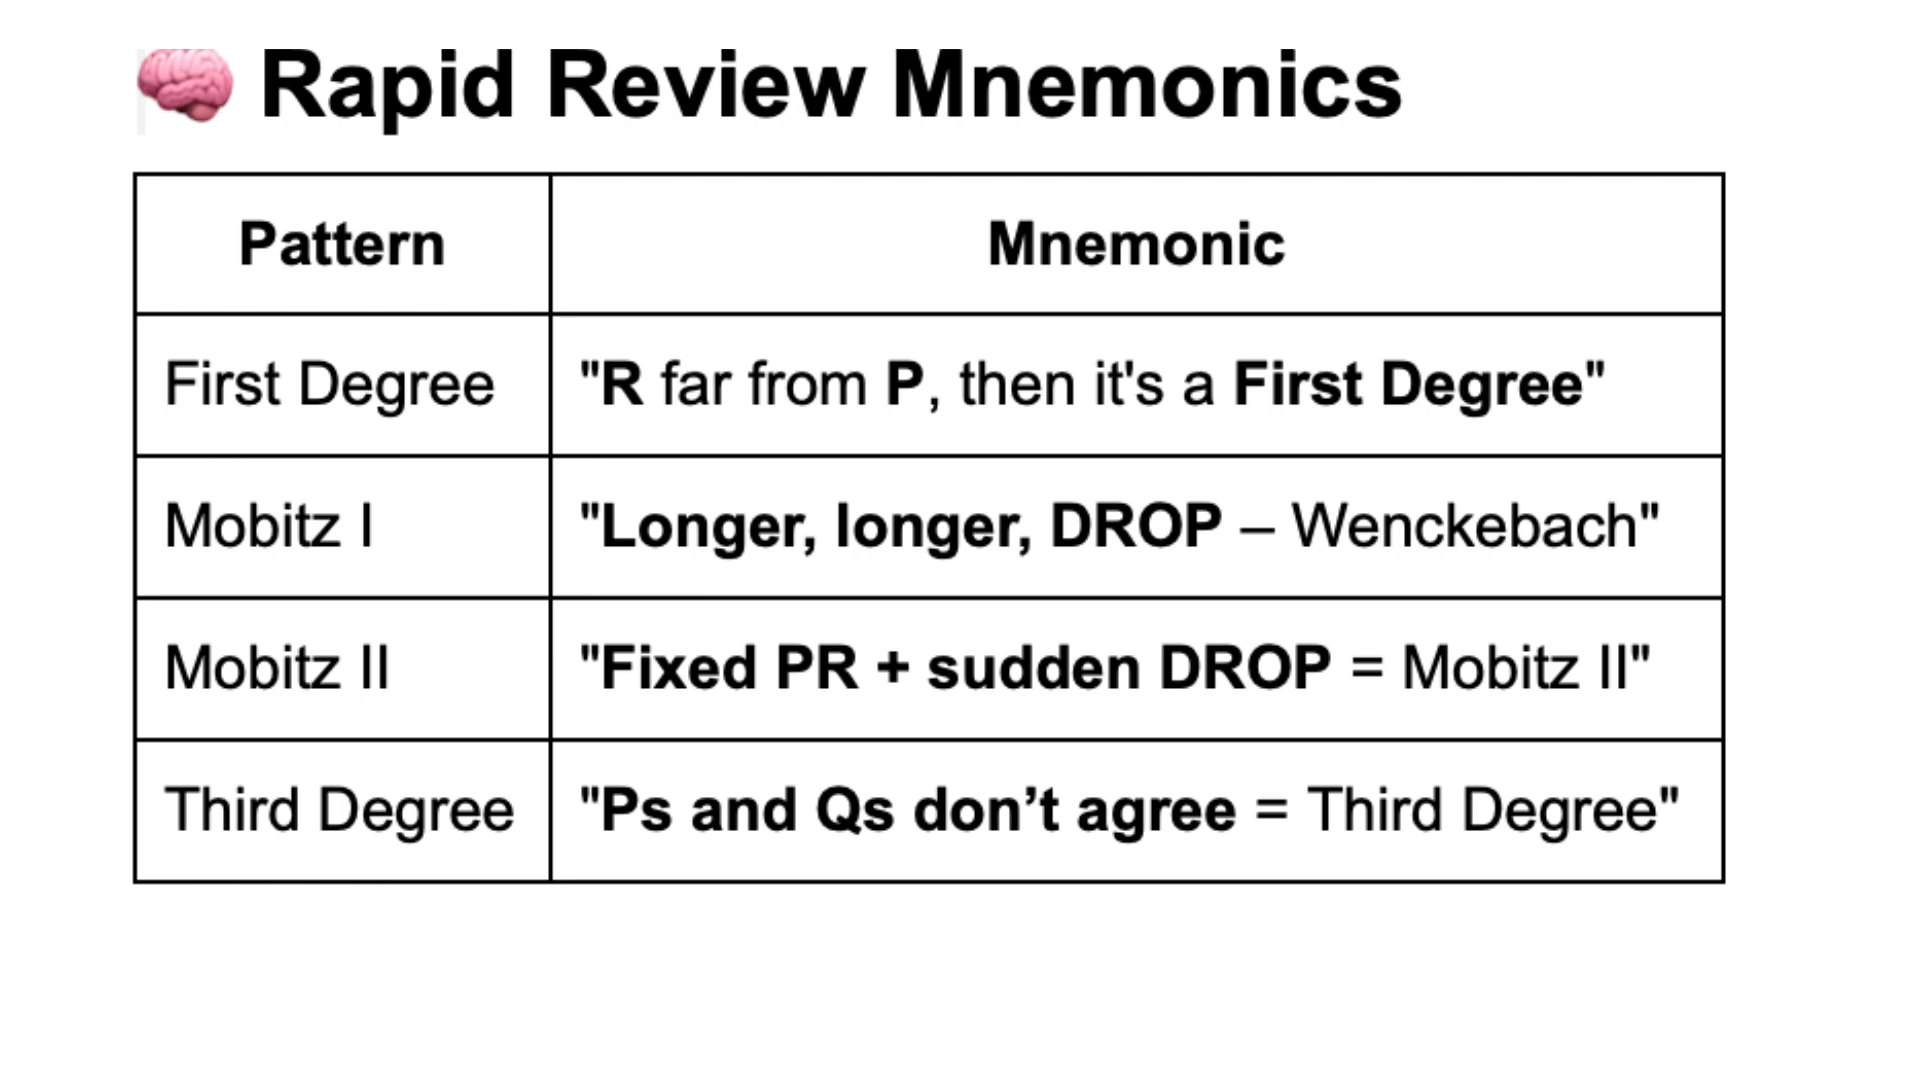 🧠 Rapid Review Mnemonics
Pattern Mnemonic
First Degree "R far from P, then it's a First Degree"
Mobitz I "Longer, longer, DROP – Wenckebach"
Mobitz II "Fixed PR + sudden DROP = Mobitz II"
Third Degree "Ps and Qs don’t agree = Third Degree"